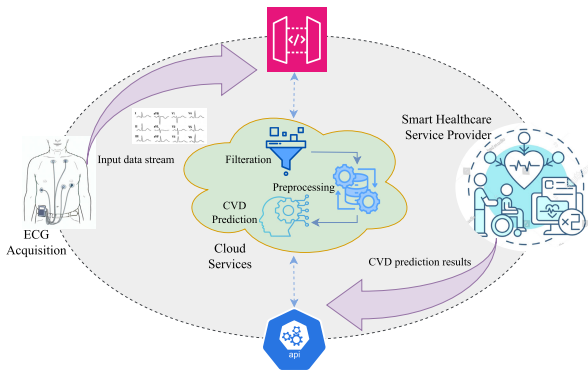 </>
Smart Healthcare
Service Provider
Input data stream
Filteration
Preprocessing
CVD
Prediction
ECG
Acquisition
Cloud
Services
CVD prediction results
api